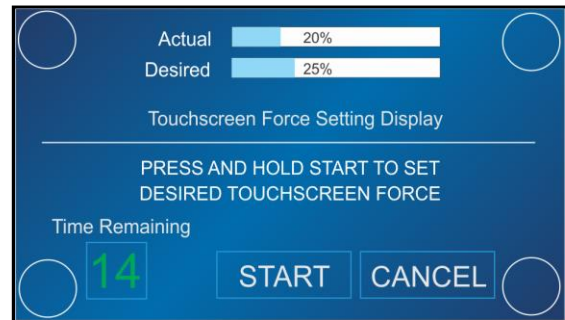 Actual 20%
Desired 25%
Touchscreen Force Setting Display
PRESS AND HOLD START TO SET
DESIRED TOUCHSCREEN FORCE
Time Remaining
14 START CANCEL